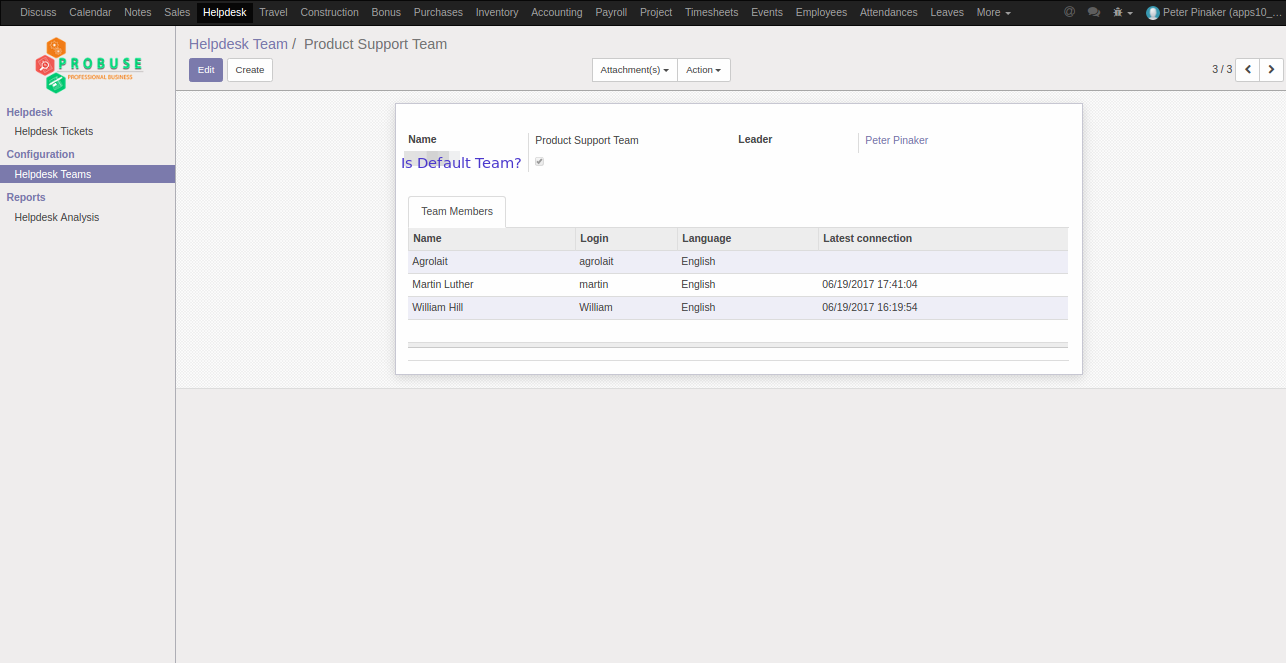 Discuss Calendar Notes Sales Helpdesk Travel Construction Bonus Purchases Inventory Accounting Payroll Project Timesheets Events Employees Attendances Leaves More @ Peter Pinaker (apps10_...
PROBUSE
PROFESSIONAL BUSINESS
Helpdesk
Helpdesk Tickets
Configuration
Helpdesk Teams
Reports
Helpdesk Analysis
Helpdesk Team / Product Support Team
Edit Create Attachment(s) Action 3 / 3
Name Product Support Team Leader Peter Pinaker
Is Default Team?
Team Members
Name Login Language Latest connection
Agrolait agrolait English
Martin Luther martin English 06/19/2017 17:41:04
William Hill William English 06/19/2017 16:19:54